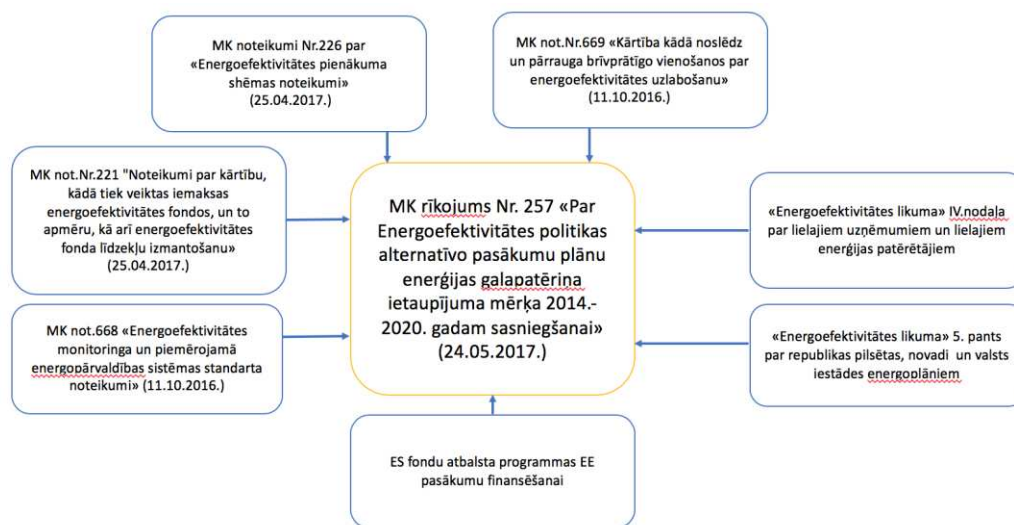 MK noteikumi Nr.226 par
«Energoefektivitātes pienākuma
shēmas noteikumi»
(25.04.2017.)
MK not.Nr.669 «Kārtība kādā noslēdz
un pārrauga brīvprātīgo vienošanos par
energoefektivitātes uzlabošanu»
(11.10.2016.)
MK not.Nr.221 "Noteikumi par kārtību,
kādā tiek veiktas iemaksas
energoefektivitātes fondos, un to
apmēru, kā arī energoefektivitātes
fonda līdzekļu izmantošanu»
(25.04.2017.)
MK rīkojums Nr. 257 «Par
Energoefektivitātes politikas
alternatīvo pasākumu plānu
enerģijas galapatēriņa
ietaupījuma mērķa 2014.-
2020. gadam sasniegšanai»
(24.05.2017.)
«Energoefektivitātes likuma» IV.nodaļa
par lielajiem uzņēmumiem un lielajiem
enerģijas patērētājiem
MK not.668 «Energoefektivitātes
monitoringa un piemērojamā
energopārvaldības sistēmas standarta
noteikumi» (11.10.2016.)
«Energoefektivitātes likuma» 5. pants
par republikas pilsētas, novadi un valsts
iestādes energoplāniem
ES fondu atbalsta programmas EE
pasākumu finansēšanai